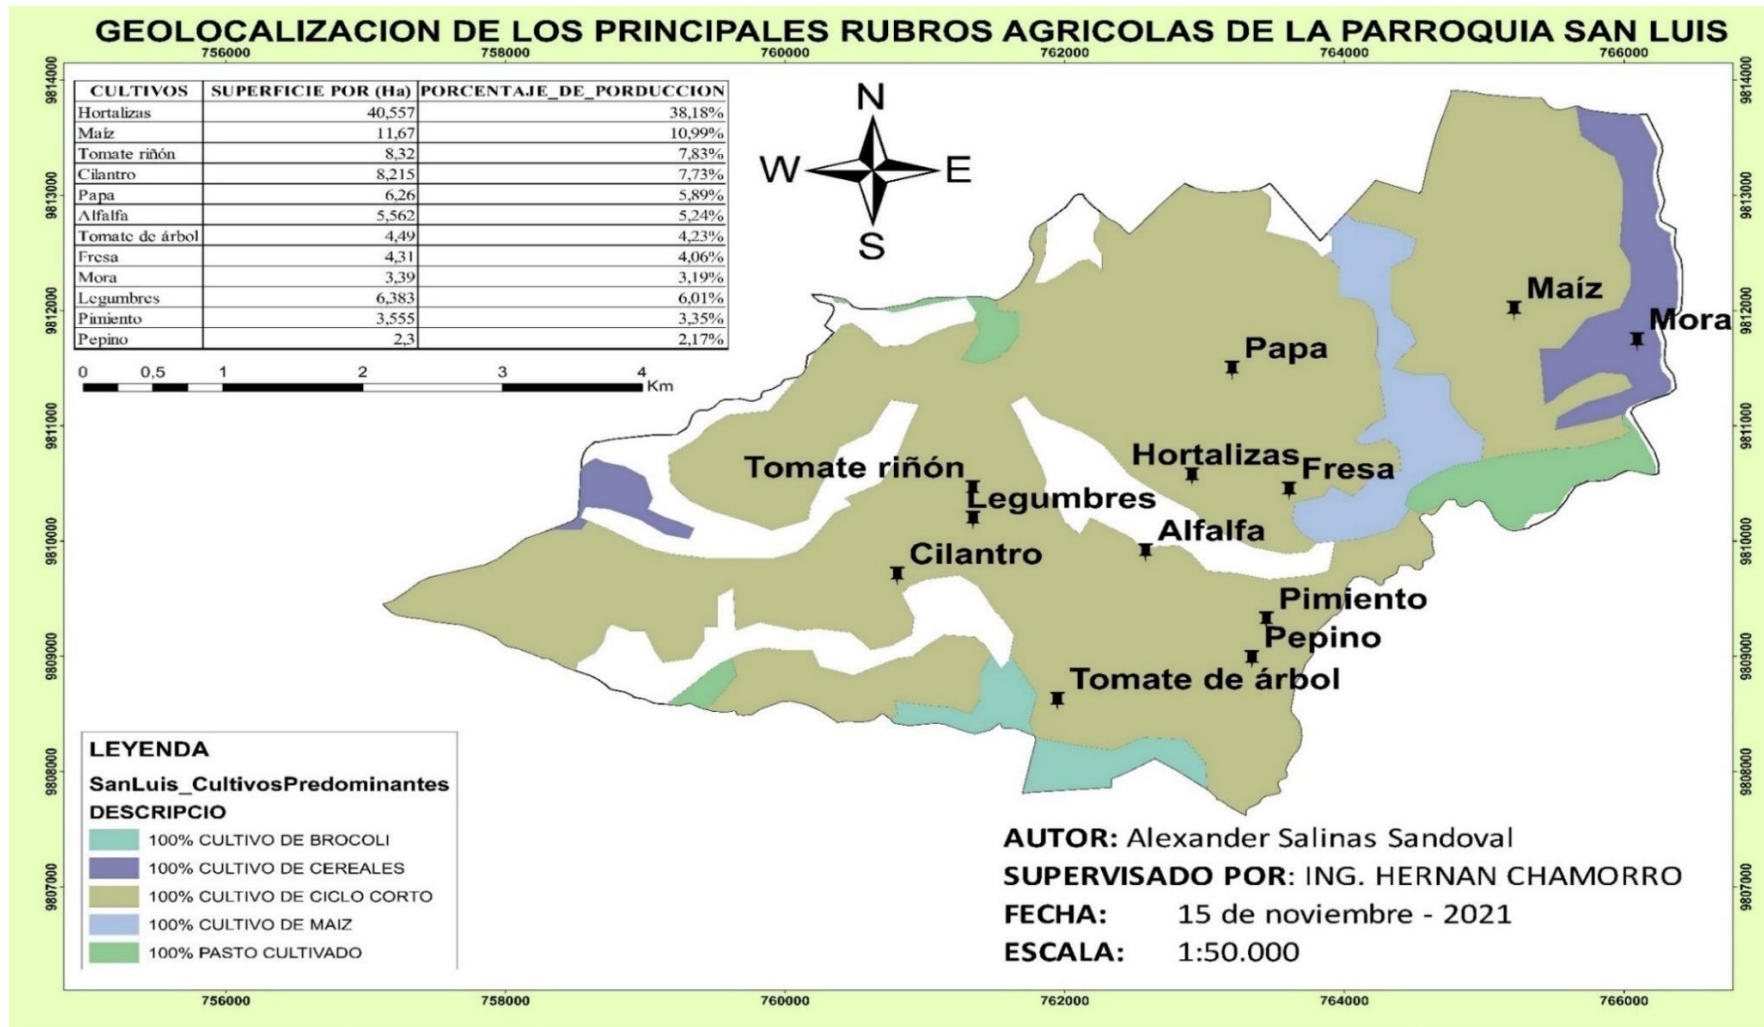 GEOLOCALIZACION DE LOS PRINCIPALES RUBROS AGRICOLAS DE LA PARROQUIA SAN LUIS
756000 758000 760000 762000 764000 766000
9814000 9814000
CULTIVOS SUPERFICIE POR (Ha) PORCENTAJE_DE_PORDUCCION
Hortalizas 40,557 38,18%
Maíz 11,67 10,99%
Tomate riñón 8,32 7,83%
Cilantro 8,215 7,73%
Papa 6,26 5,89%
Alfalfa 5,562 5,24%
Tomate de árbol 4,49 4,23%
Fresa 4,31 4,06%
Mora 3,39 3,19%
Legumbres 6,383 6,01%
Pimiento 3,555 3,35%
Pepino 2,3 2,17%
0 0,5 1 2 3 4
Km
N
W E
S
9813000 9813000
9812000 9812000
9811000 9811000
9810000 9810000
9809000 9809000
9808000 9808000
9807000 9807000
Maíz
Mora
Papa
Hortalizas
Fresa
Tomate riñón
Legumbres
Alfalfa
Cilantro
Pimiento
Pepino
Tomate de árbol
LEYENDA
SanLuis_CultivosPredominantes
DESCRIPCIO
100% CULTIVO DE BROCOLI
100% CULTIVO DE CEREALES
100% CULTIVO DE CICLO CORTO
100% CULTIVO DE MAIZ
100% PASTO CULTIVADO
AUTOR: Alexander Salinas Sandoval
SUPERVISADO POR: ING. HERNAN CHAMORRO
FECHA: 15 de noviembre - 2021
ESCALA: 1:50.000
756000 758000 760000 762000 764000 766000